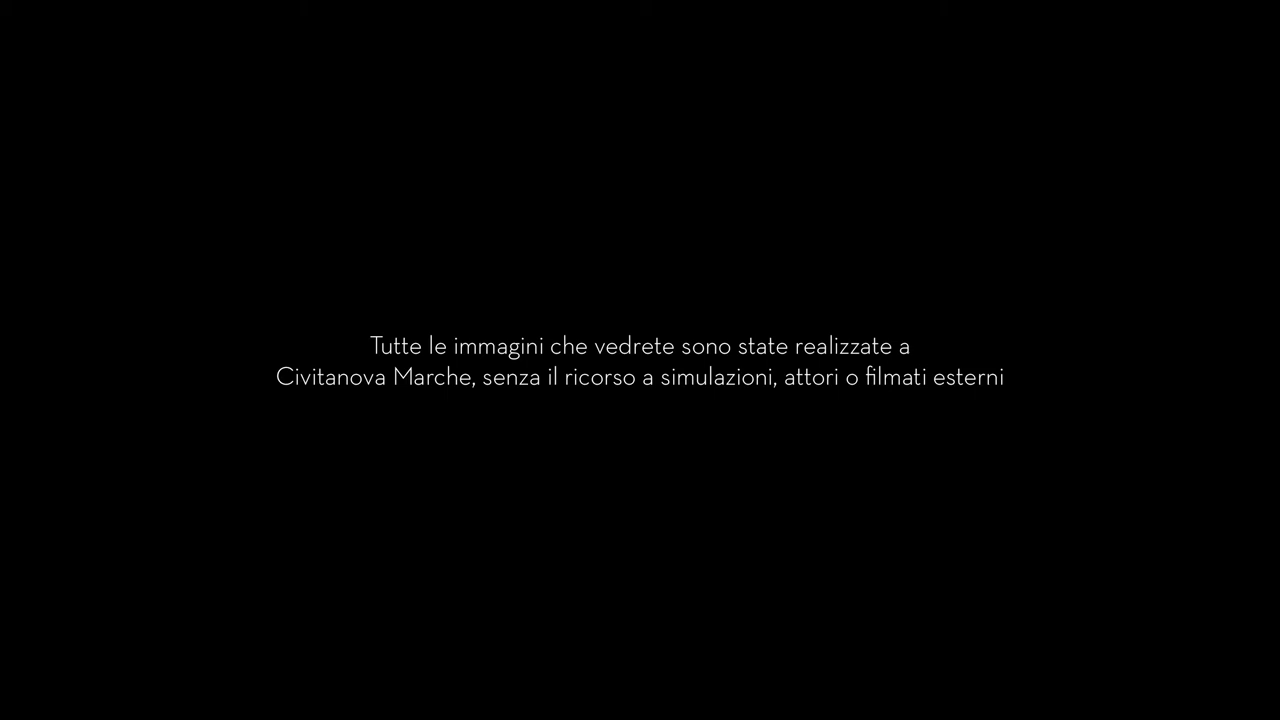 Tutte le immagini che vedrete sono state realizzate a
Civitanova Marche, senza il ricorso a simulazioni, attori o filmati esterni